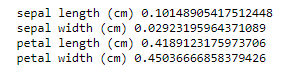 sepal length (cm) 0.10148905417512448
sepal width (cm) 0.02923195964371089
petal length (cm) 0.4189123175973706
petal width (cm) 0.45036666858379426